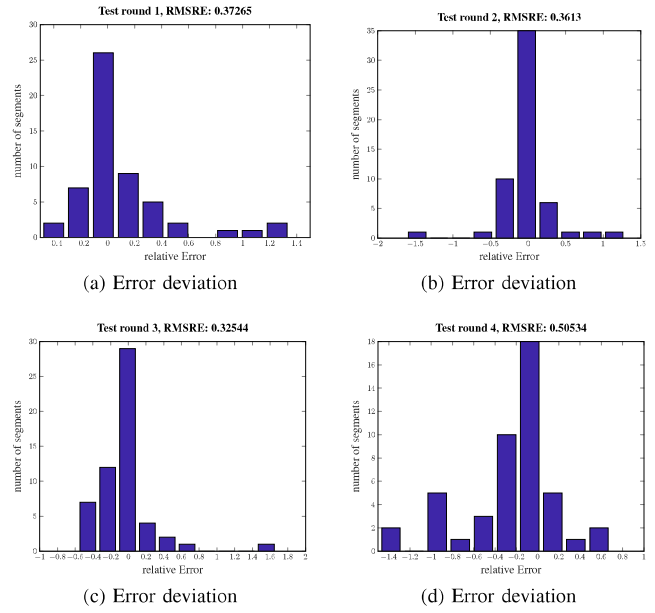 Test round 1, RMSRE: 0.37265
30
25
20
15
10
5
0
number of segments
0.4 0.2 0 0.2 0.4 0.6 0.8 1 1.2 1.4
relative Error
(a) Error deviation
Test round 2, RMSRE: 0.3613
35
30
25
20
15
10
5
0
number of segments
−2 −1.5 −1 −0.5 0 0.5 1 1.5
relative Error
(b) Error deviation
Test round 3, RMSRE: 0.32544
30
25
20
15
10
5
0
number of segments
−1 −0.8 −0.6 −0.4 −0.2 0 0.2 0.4 0.6 0.8 1 1.2 1.4 1.6 1.8 2
relative Error
(c) Error deviation
Test round 4, RMSRE: 0.50534
18
16
14
12
10
8
6
4
2
0
number of segments
−1.4 −1.2 −1 −0.8 −0.6 −0.4 −0.2 0 0.2 0.4 0.6 0.8 1
relative Error
(d) Error deviation